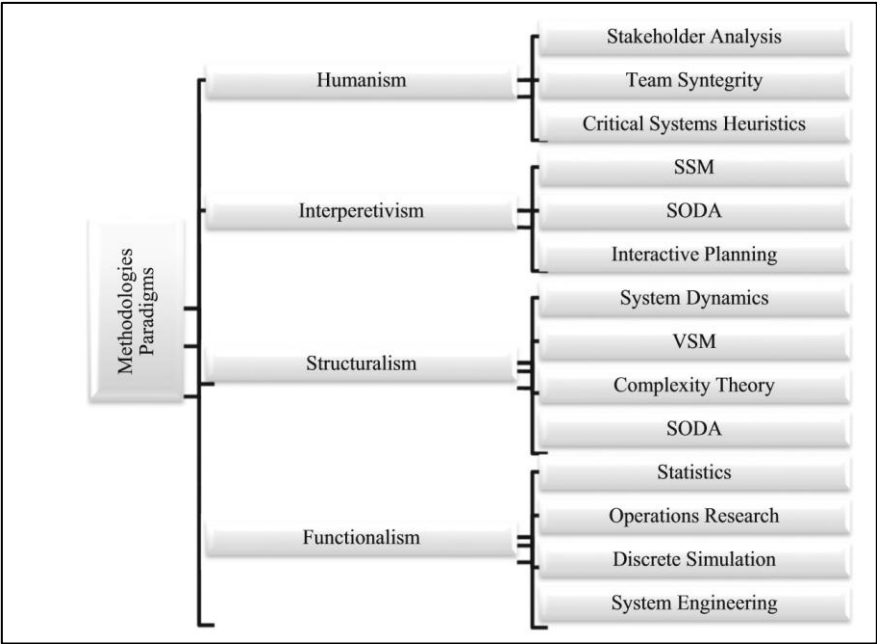 Methodologies
Paradigms
Humanism
Stakeholder Analysis
Team Syntegrity
Critical Systems Heuristics
Interperetivism
SSM
SODA
Interactive Planning
Structuralism
System Dynamics
VSM
Complexity Theory
SODA
Functionalism
Statistics
Operations Research
Discrete Simulation
System Engineering